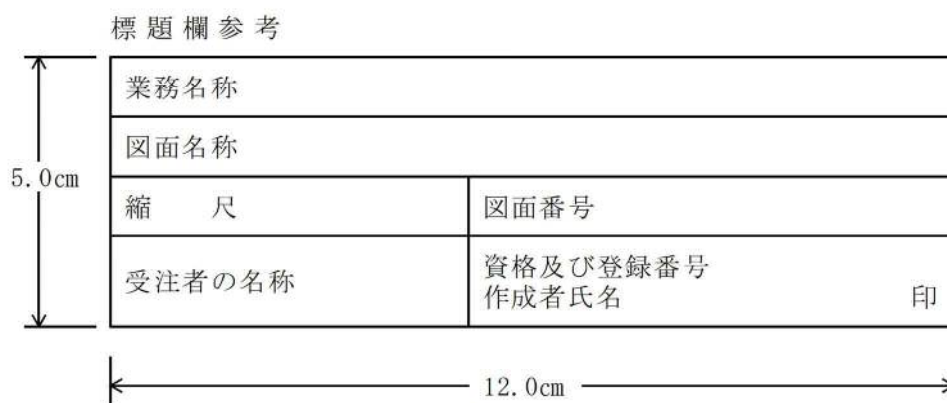 標題欄参考
業務名称
図面名称
5.0cm
縮　尺
図面番号
受注者の名称
資格及び登録番号
作成者氏名　印
12.0cm